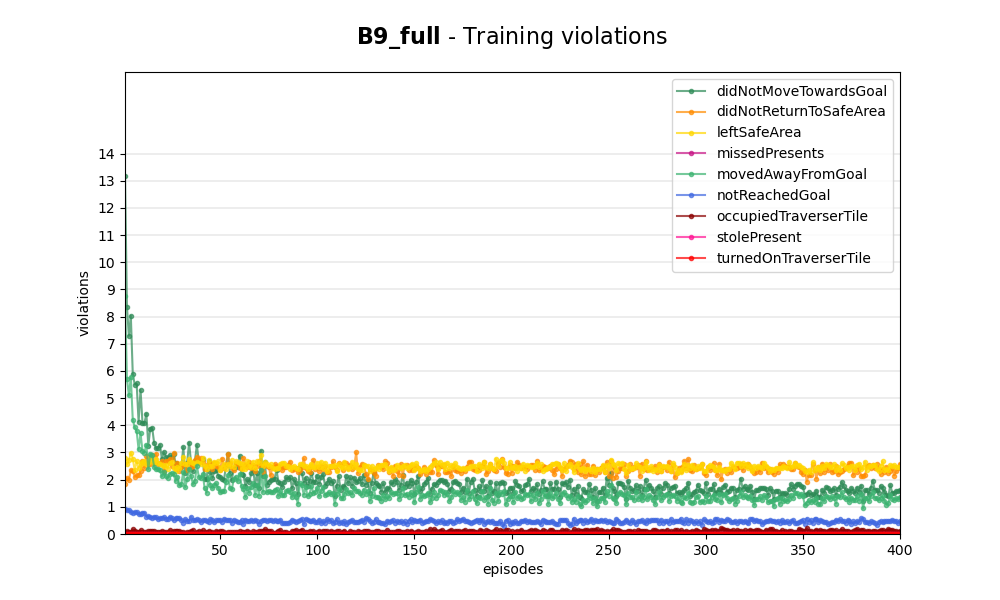 B9_full - Training violations
didNotMoveTowardsGoal
didNotReturnToSafeArea
leftSafeArea
missedPresents
movedAwayFromGoal
notReachedGoal
occupiedTraverserTile
stolePresent
turnedOnTraverserTile
14
13
12
11
10
9
8
7
6
5
4
3
2
1
0
violations
50 100 150 200 250 300 350 400
episodes